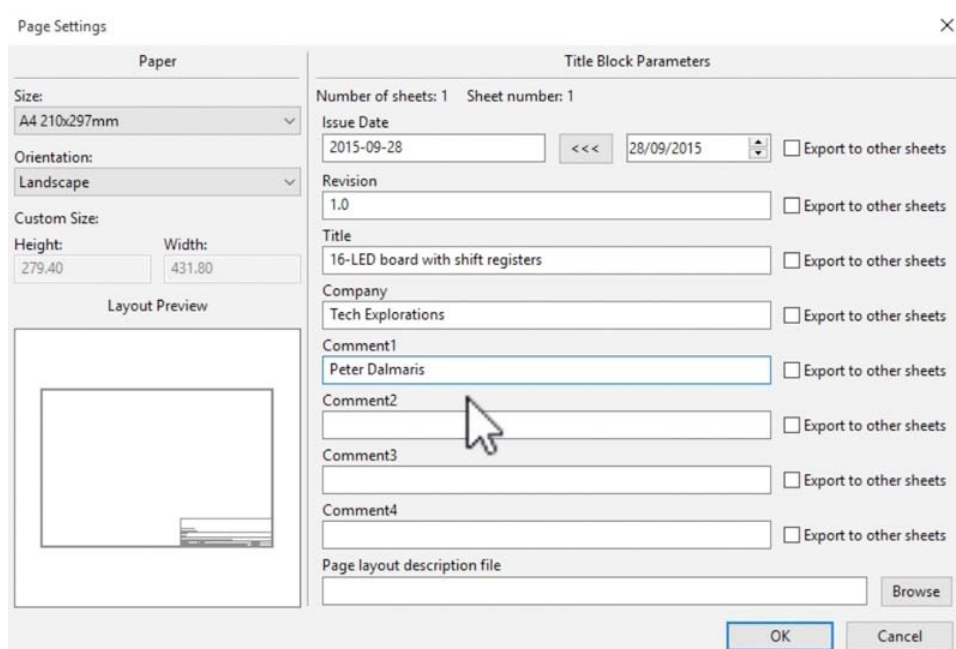 Page Settings
Paper
Size:
A4 210x297mm
Orientation:
Landscape
Custom Size:
Height: Width:
279.40 431.80
Layout Preview
Title Block Parameters
Number of sheets: 1 Sheet number: 1
Issue Date
2015-09-28 <<< 28/09/2015 Export to other sheets
Revision
1.0 Export to other sheets
Title
16-LED board with shift registers Export to other sheets
Company
Tech Explorations Export to other sheets
Comment1
Peter Dalmaris Export to other sheets
Comment2
Export to other sheets
Comment3
Export to other sheets
Comment4
Export to other sheets
Page layout description file
Browse
OK Cancel